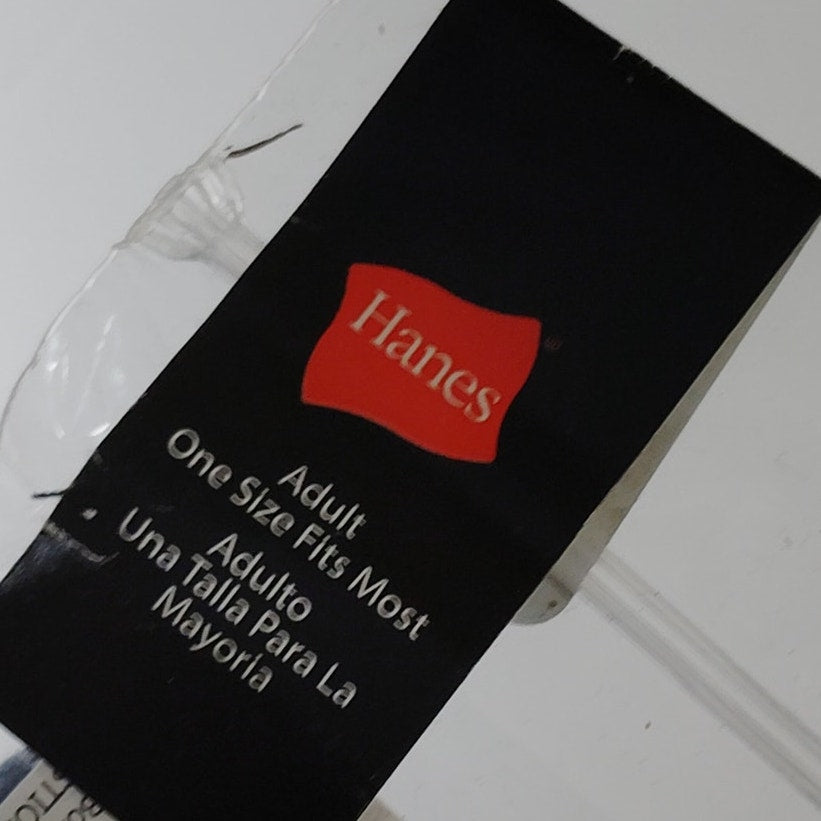 Hanes
Adult
One Size Fits Most
Adulto
Una Talla Para La
Mayoría